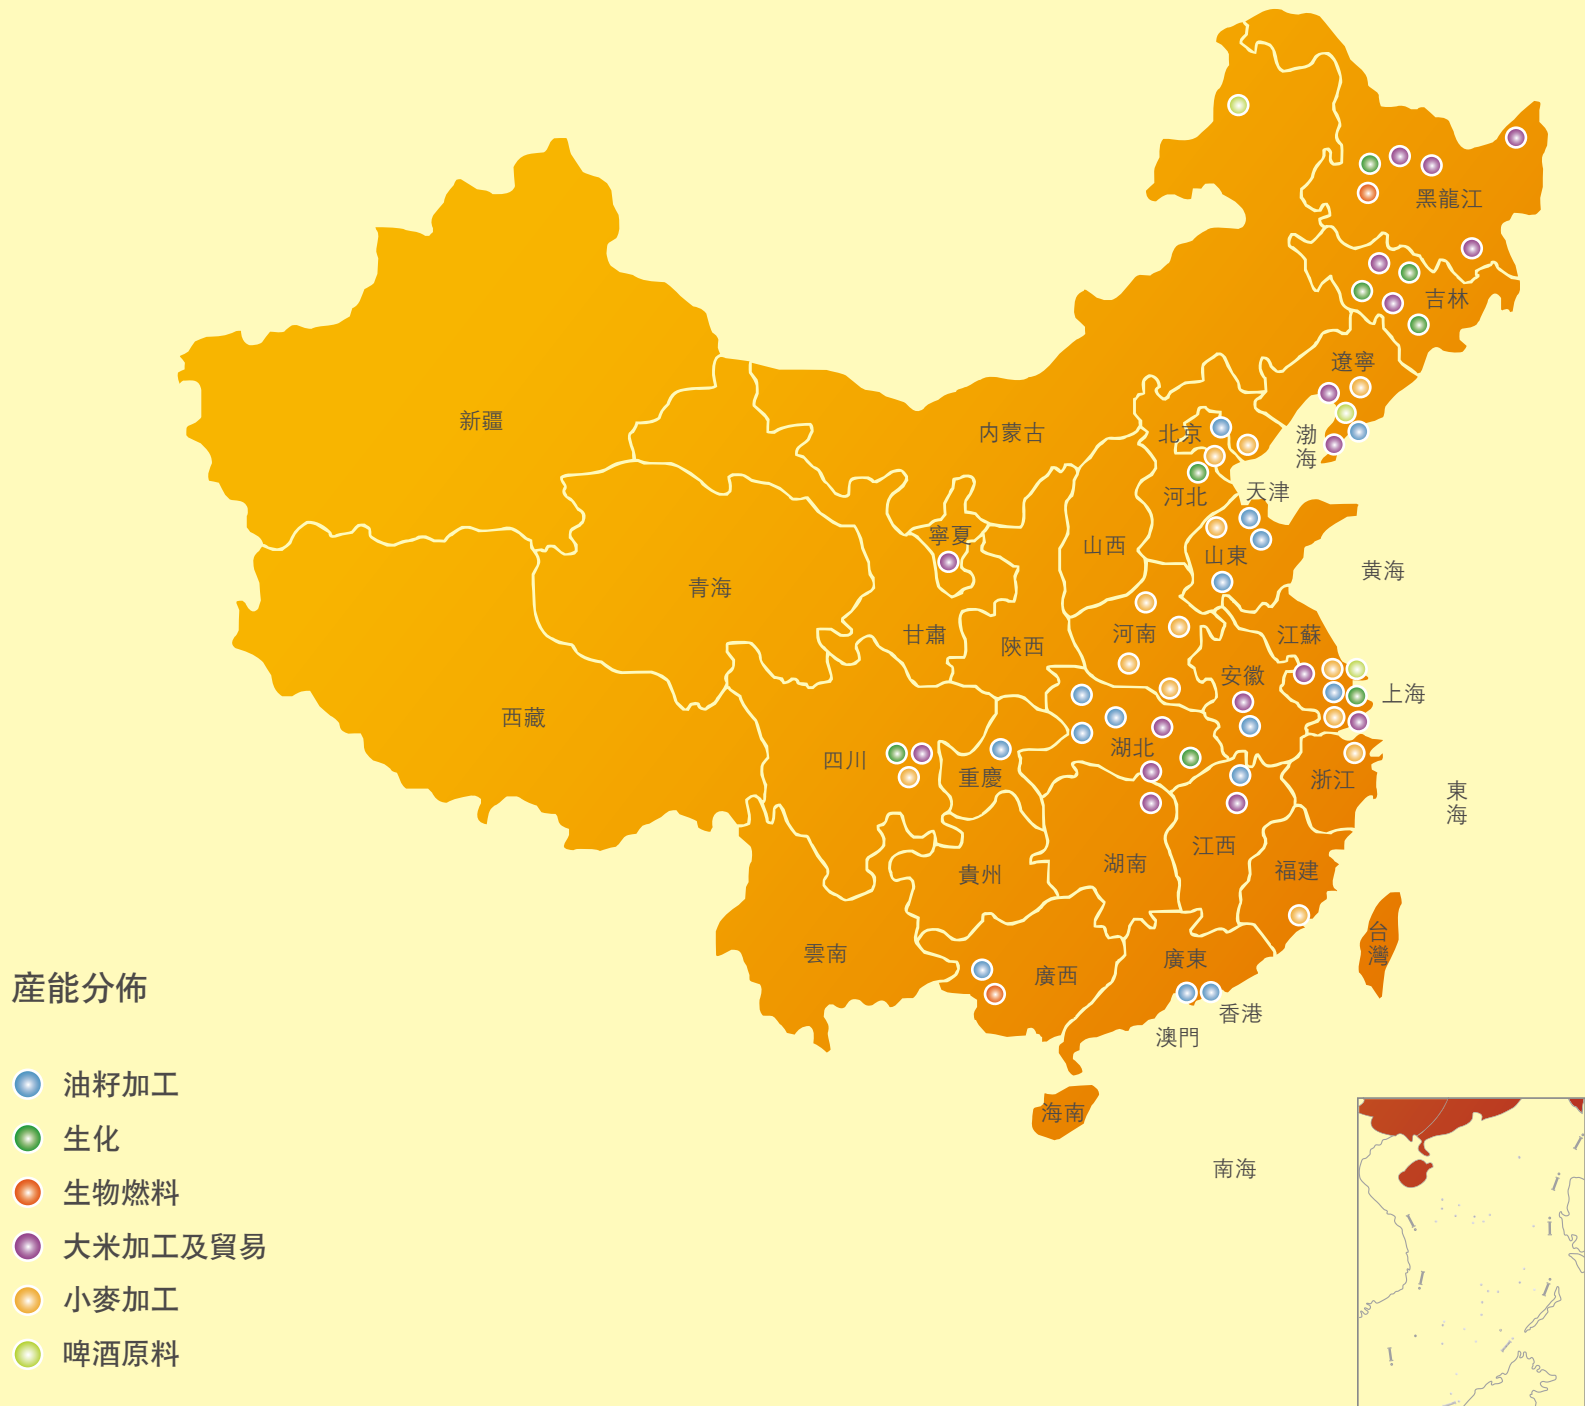 黑龍江
吉林
遼寧
新疆
内蒙古
北京
渤海
河北
天津
寧夏
山西
山東
黄海
青海
甘肅
陝西
河南
江蘇
安徽
上海
西藏
四川
重慶
湖北
浙江
東海
貴州
湖南
江西
福建
雲南
廣西
廣東
台灣
香港
澳門
海南
南海
産能分佈
油籽加工
生化
生物燃料
大米加工及貿易
小麥加工
啤酒原料